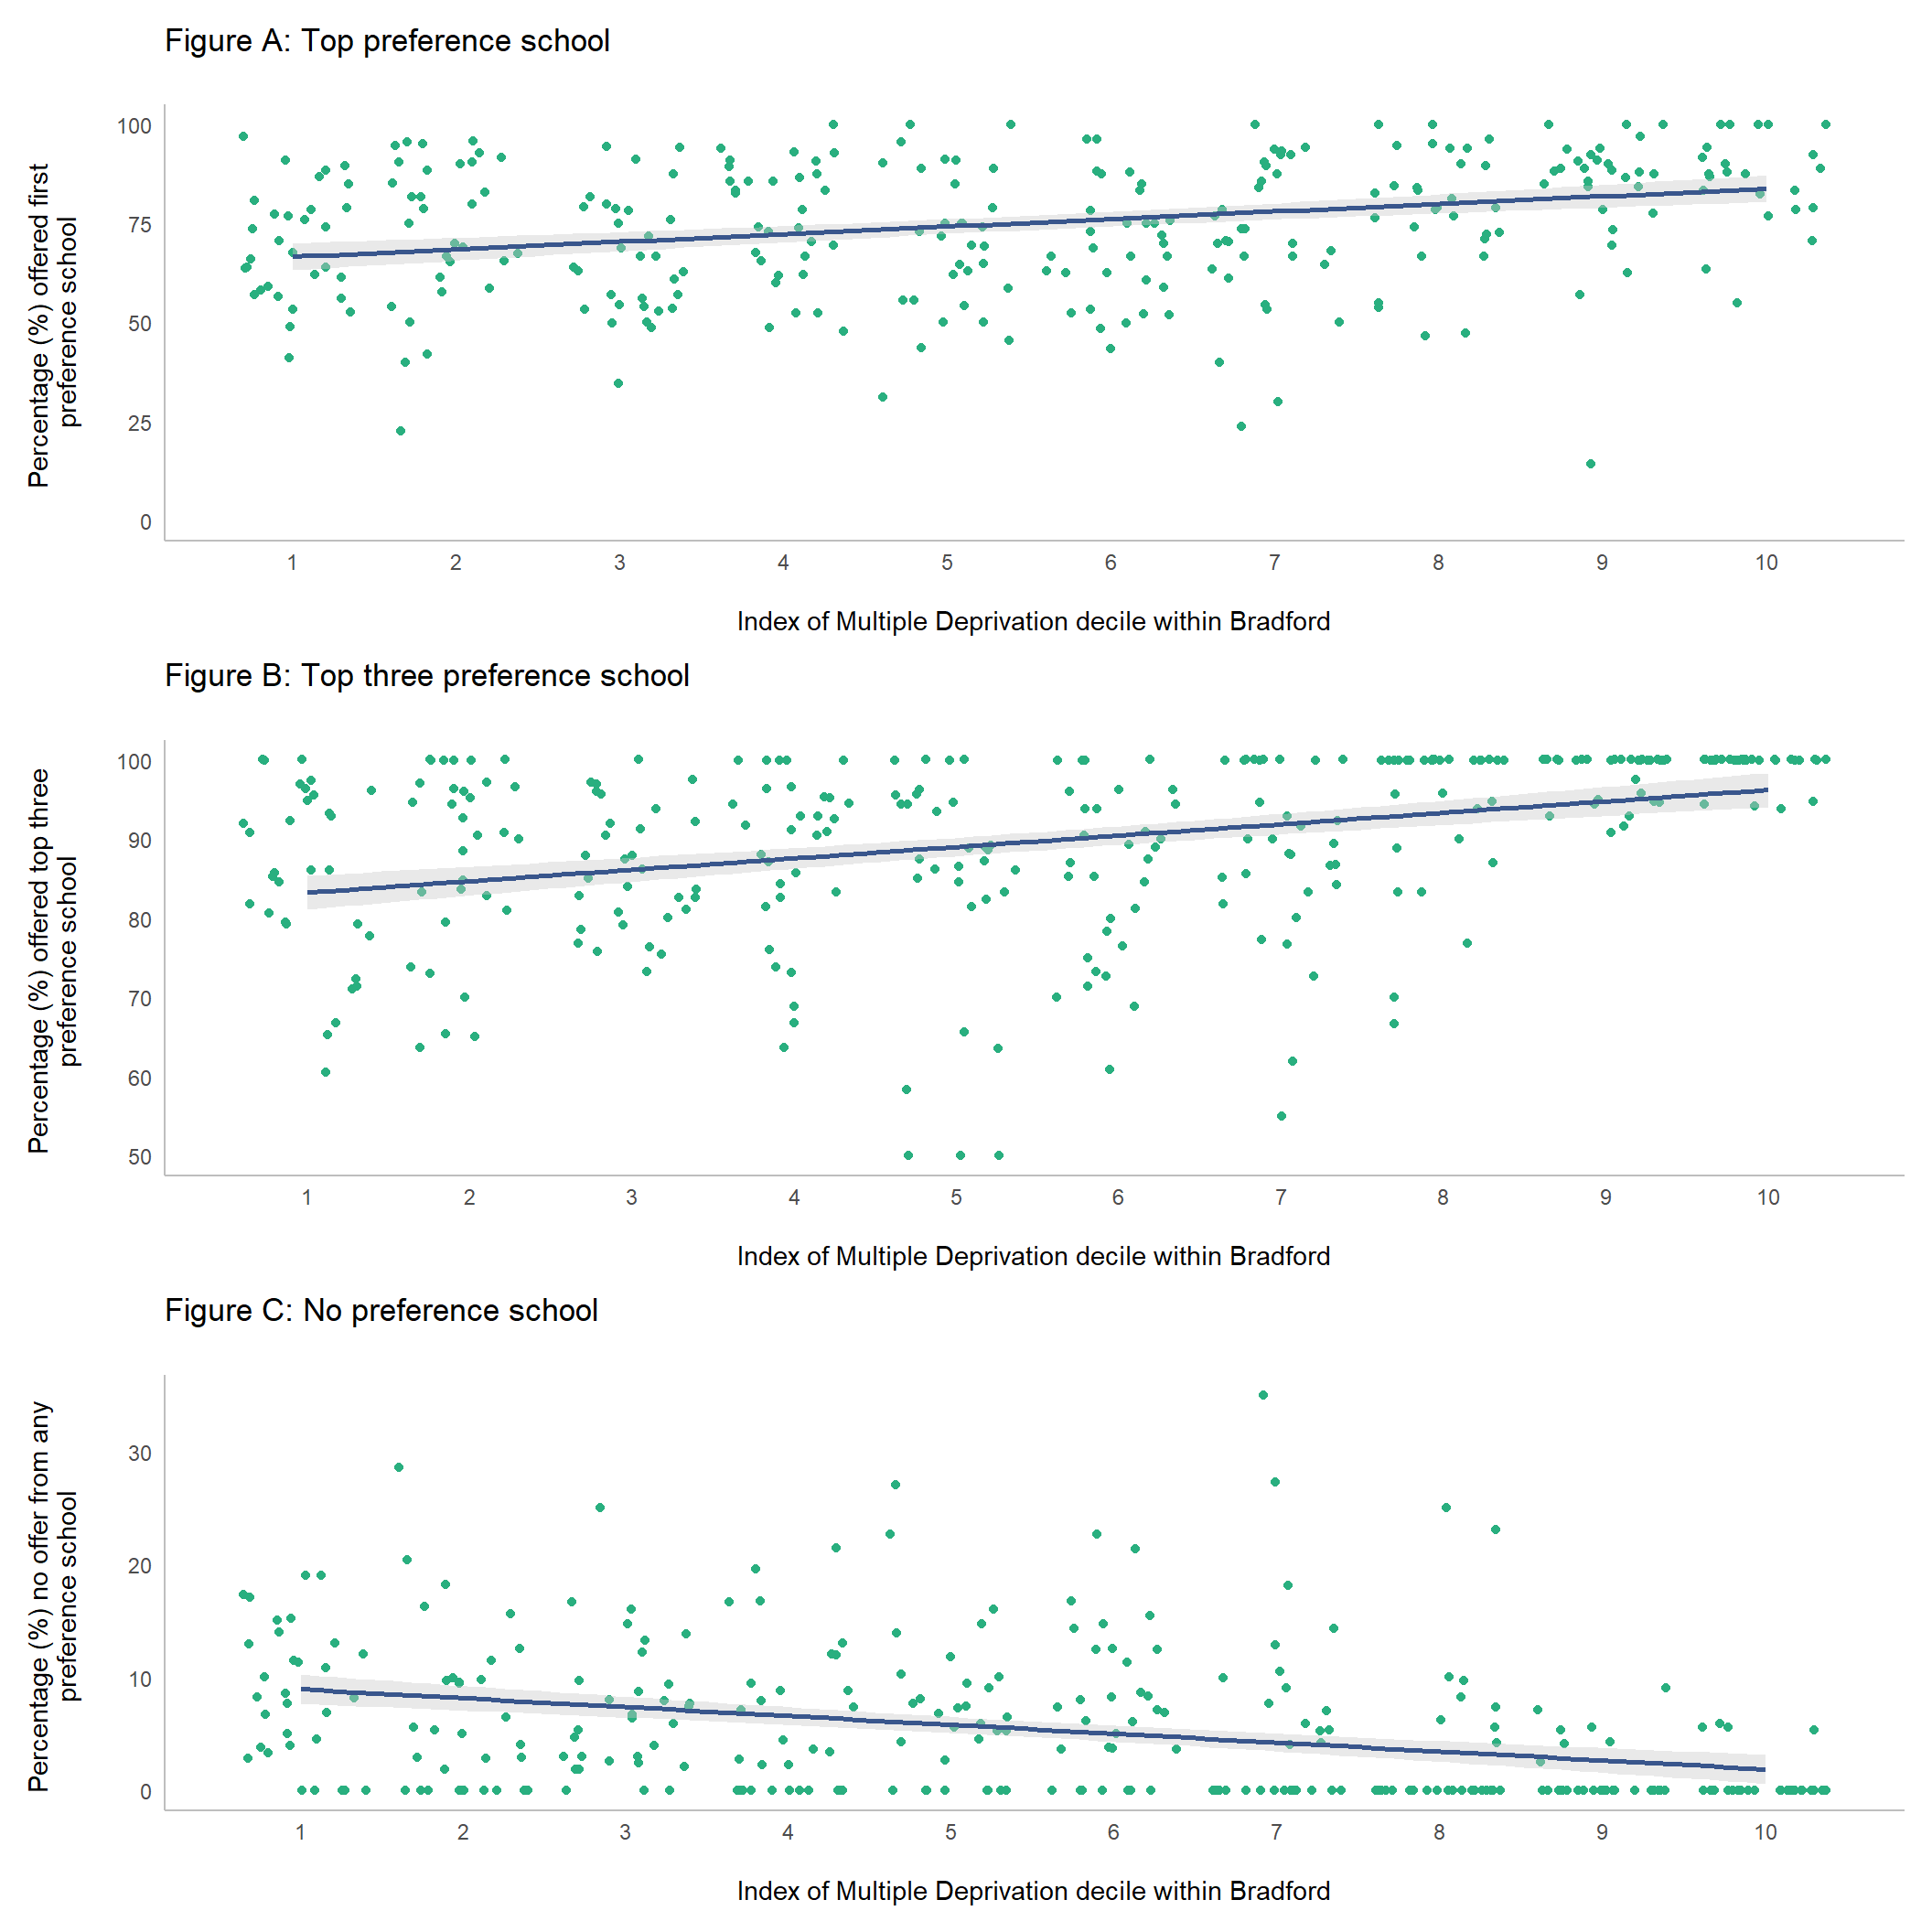 Figure A: Top preference school
Percentage (%) offered first
preference school
100
75
50
25
0
1 2 3 4 5 6 7 8 9 10
Index of Multiple Deprivation decile within Bradford
Figure B: Top three preference school
Percentage (%) offered top three
preference school
100
90
80
70
60
50
1 2 3 4 5 6 7 8 9 10
Index of Multiple Deprivation decile within Bradford
Figure C: No preference school
Percentage (%) no offer from any
preference school
30
20
10
0
1 2 3 4 5 6 7 8 9 10
Index of Multiple Deprivation decile within Bradford